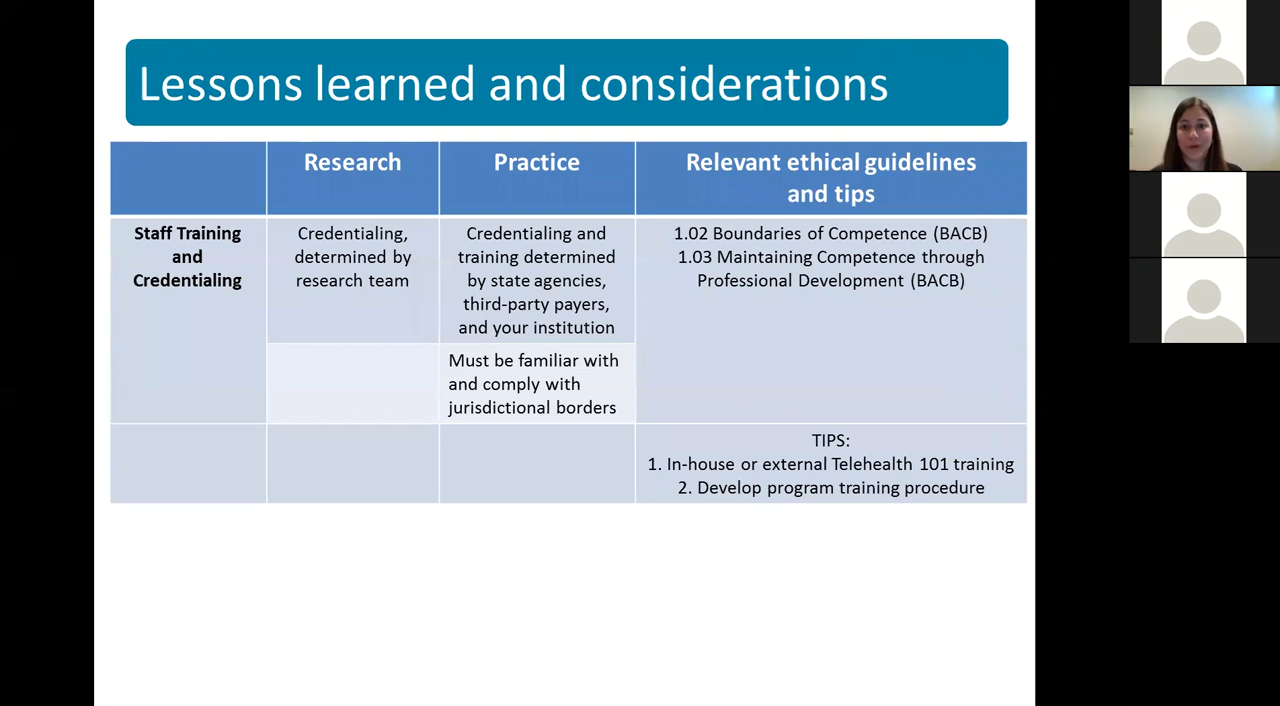 Lessons learned and considerations
Research
Practice
Relevant ethical guidelines
and tips
Staff Training
and
Credentialing
Credentialing,
determined by
research team
Credentialing and
training determined
by state agencies,
third-party payers,
and your institution
1.02 Boundaries of Competence (BACB)
1.03 Maintaining Competence through
Professional Development (BACB)
Must be familiar with
and comply with
jurisdictional borders
TIPS:
1. In-house or external Telehealth 101 training
2. Develop program training procedure